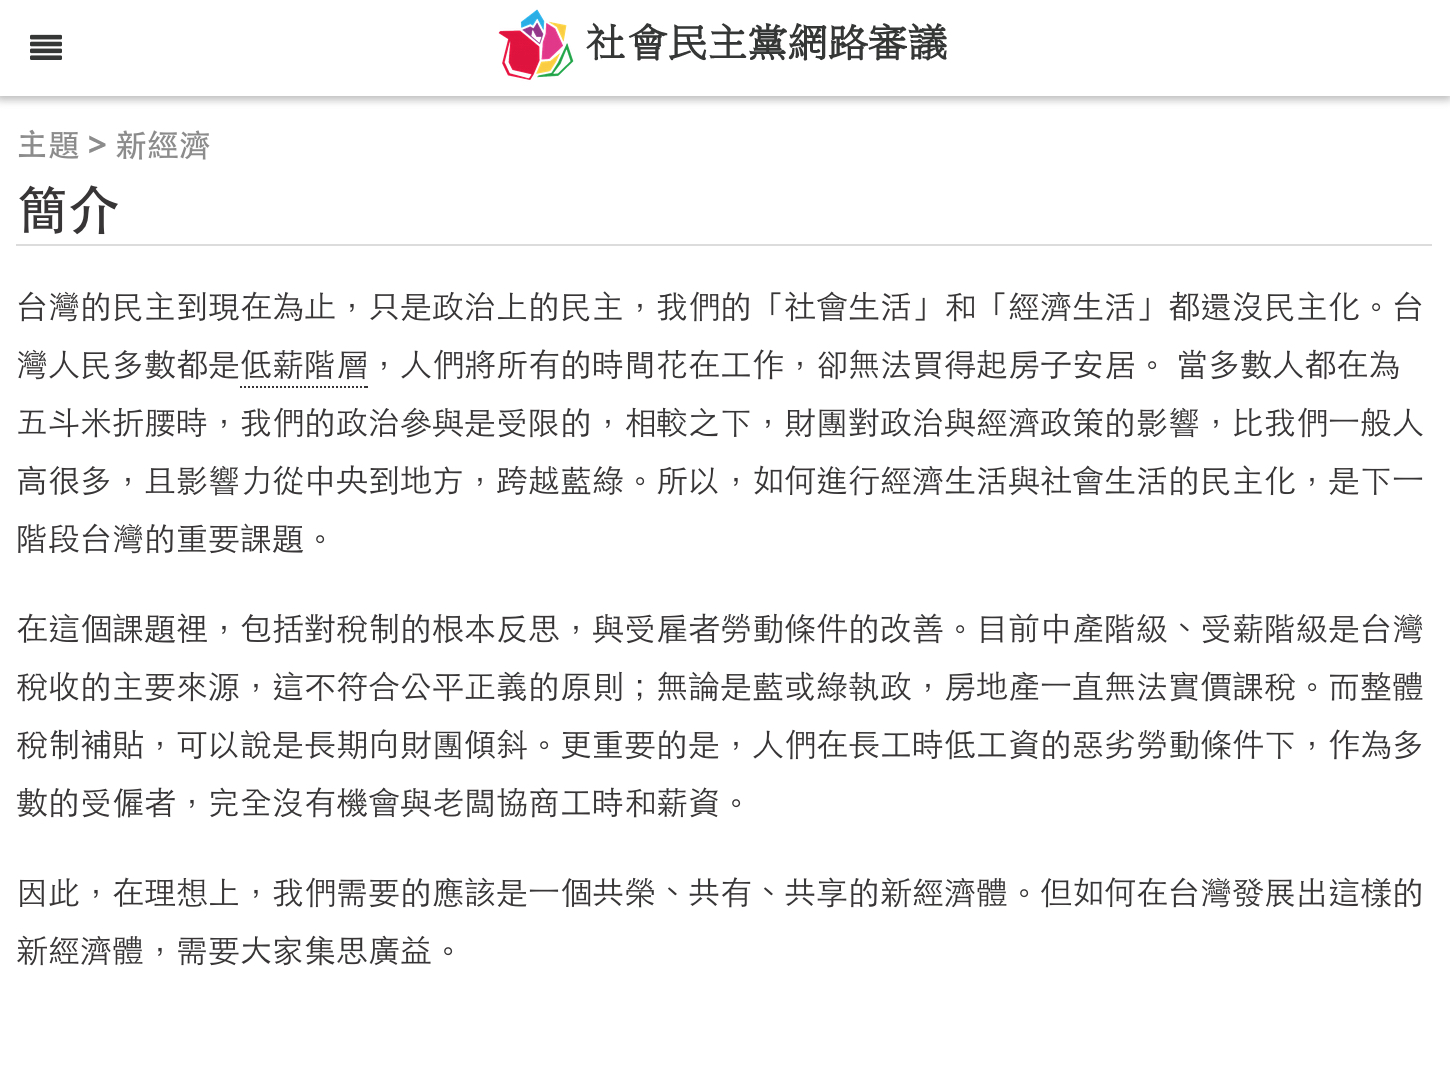 社會民主黨網路審議
主題 > 新經濟
簡介
台灣的民主到現在為止，只是政治上的民主，我們的「社會生活」和「經濟生活」都還沒民主化。台
灣人民多數都是低薪階層，人們將所有的時間花在工作，卻無法買得起房子安居。 當多數人都在為
五斗米折腰時，我們的政治參與是受限的，相較之下，財團對政治與經濟政策的影響，比我們一般人
高很多，且影響力從中央到地方，跨越藍綠。所以，如何進行經濟生活與社會生活的民主化，是下一
階段台灣的重要課題。
在這個課題裡，包括對稅制的根本反思，與受雇者勞動條件的改善。目前中產階級、受薪階級是台灣
稅收的主要來源，這不符合公平正義的原則；無論是藍或綠執政，房地產一直無法實價課稅。而整體
稅制補貼，可以說是長期向財團傾斜。更重要的是，人們在長工時低工資的惡劣勞動條件下，作為多
數的受僱者，完全沒有機會與老闆協商工時和薪資。
因此，在理想上，我們需要的應該是一個共榮、共有、共享的新經濟體。但如何在台灣發展出這樣的
新經濟體，需要大家集思廣益。